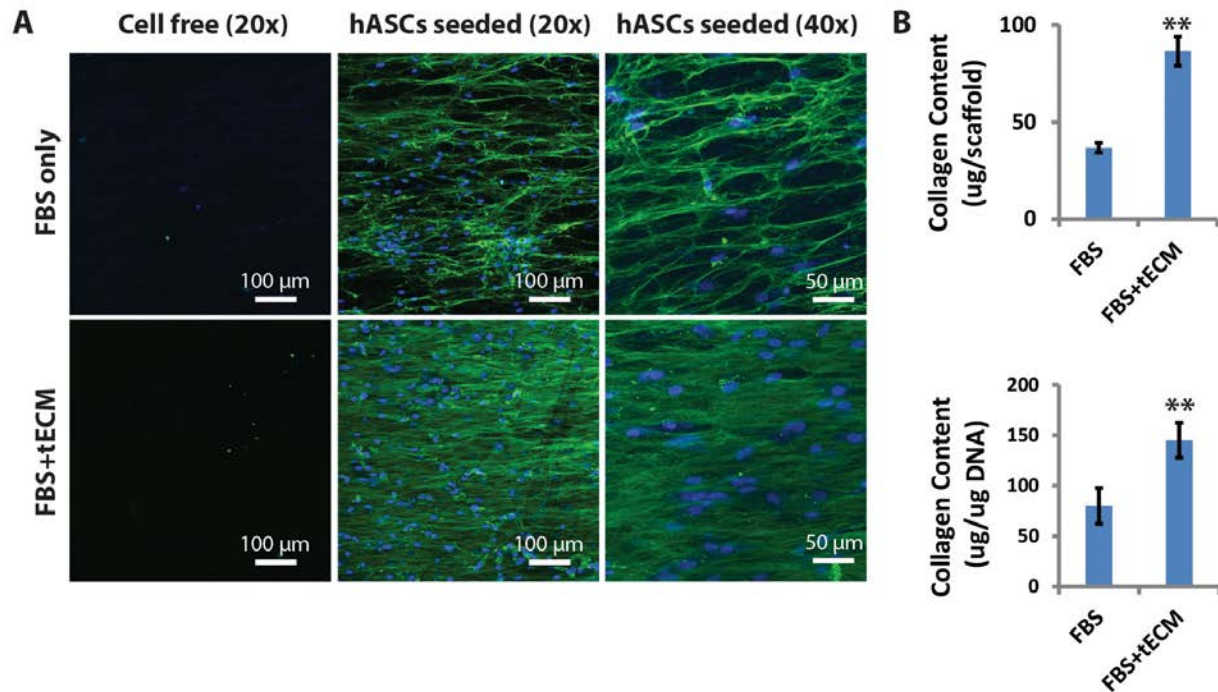 A
Cell free (20x)
hASCs seeded (20x)
hASCs seeded (40x)
FBS only
100 µm
100 µm
50 µm
FBS+tECM
100 µm
100 µm
50 µm
B
Collagen Content
(ug/scaffold)
100
50
0
**
FBS
FBS+tECM
Collagen Content
(ug/ug DNA)
200
150
100
50
0
**
FBS
FBS+tECM